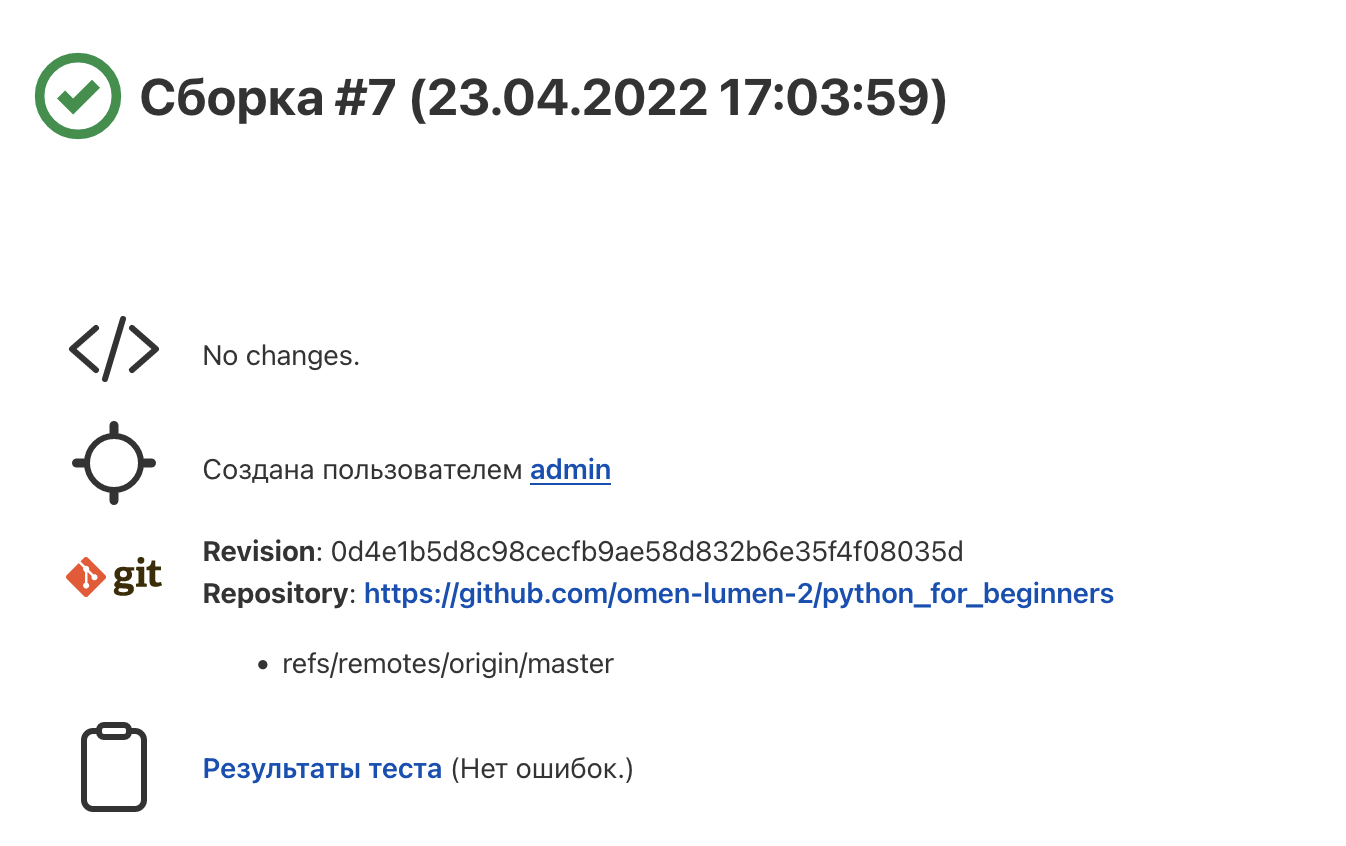 Сборка #7 (23.04.2022 17:03:59)
No changes.
Создана пользователем admin
git
Revision: 0d4e1b5d8c98cecfb9ae58d832b6e35f4f08035d
Repository: https://github.com/omen-lumen-2/python_for_beginners
• refs/remotes/origin/master
Результаты теста (Нет ошибок.)